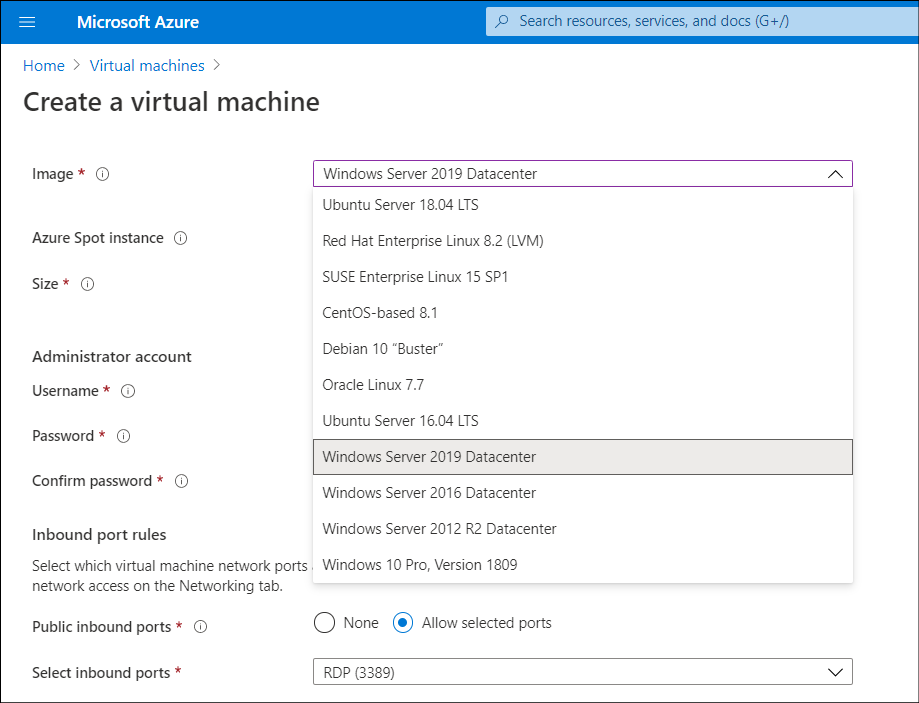 Microsoft Azure
Search resources, services, and docs (G+/)
Home > Virtual machines >
Create a virtual machine
Image *
Windows Server 2019 Datacenter
Ubuntu Server 18.04 LTS
Azure Spot instance
Red Hat Enterprise Linux 8.2 (LVM)
Size *
SUSE Enterprise Linux 15 SP1
CentOS-based 8.1
Administrator account
Debian 10 “Buster”
Username *
Oracle Linux 7.7
Password *
Ubuntu Server 16.04 LTS
Windows Server 2019 Datacenter
Confirm password *
Windows Server 2016 Datacenter
Inbound port rules
Windows Server 2012 R2 Datacenter
Select which virtual machine network ports
Windows 10 Pro, Version 1809
network access on the Networking tab.
Public inbound ports *
None
Allow selected ports
Select inbound ports *
RDP (3389)